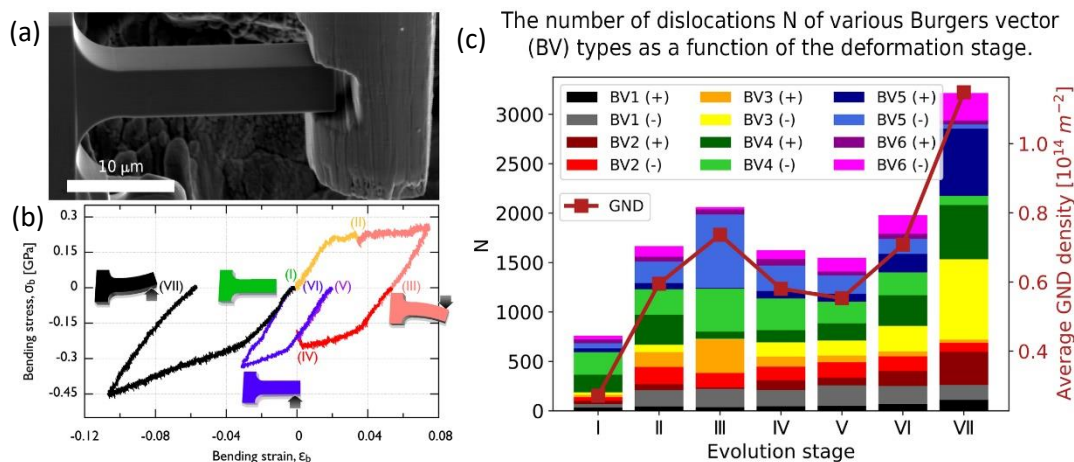 (a)
10 μm
(b)
Bending stress, σb [GPa]
0.3
0.15
0
-0.15
-0.3
-0.45
(II)
(I)
(VII)
(VI)
(V)
(III)
(IV)
-0.12
-0.08
-0.04
0
0.04
0.08
Bending strain, εb
(c)
The number of dislocations N of various Burgers vector
(BV) types as a function of the deformation stage.
BV1 (+)
BV1 (-)
BV2 (+)
BV2 (-)
BV3 (+)
BV3 (-)
BV4 (+)
BV4 (-)
BV5 (+)
BV5 (-)
BV6 (+)
BV6 (-)
GND
N
3000
2500
2000
1500
1000
500
0
I
II
III
IV
V
VI
VII
Evolution stage
1.0
0.8
0.6
0.4
Average GND density [10¹⁴ m⁻²]